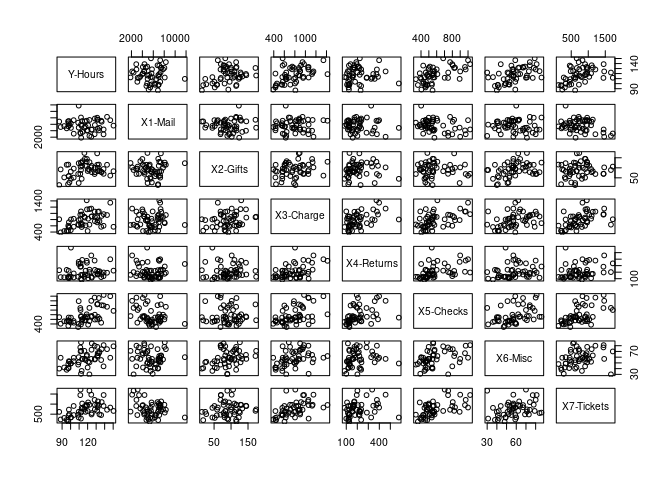 2000 10000 400 1000 400 800 500 1500
Y-Hours 90 140
2000 X1-Mail
X2-Gifts 50
400 1400 X3-Charge
X4-Returns 100
400 X5-Checks
X6-Misc 30 70
500 X7-Tickets
90 120 50 150 100 400 30 60